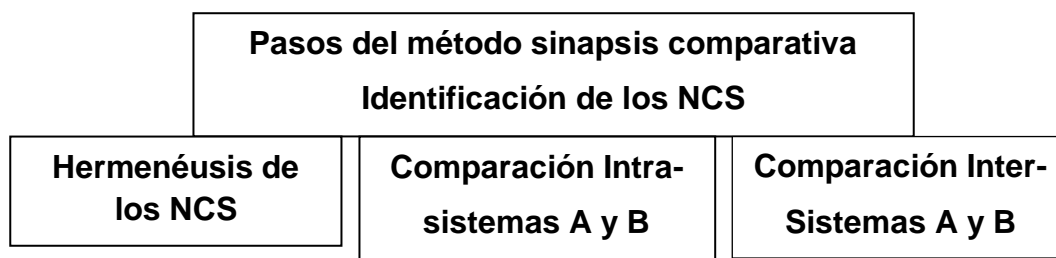 Pasos del método sinapsis comparativa
Identificación de los NCS
Hermenéusis de
los NCS
Comparación Intra-
sistemas A y B
Comparación Inter-
Sistemas A y B